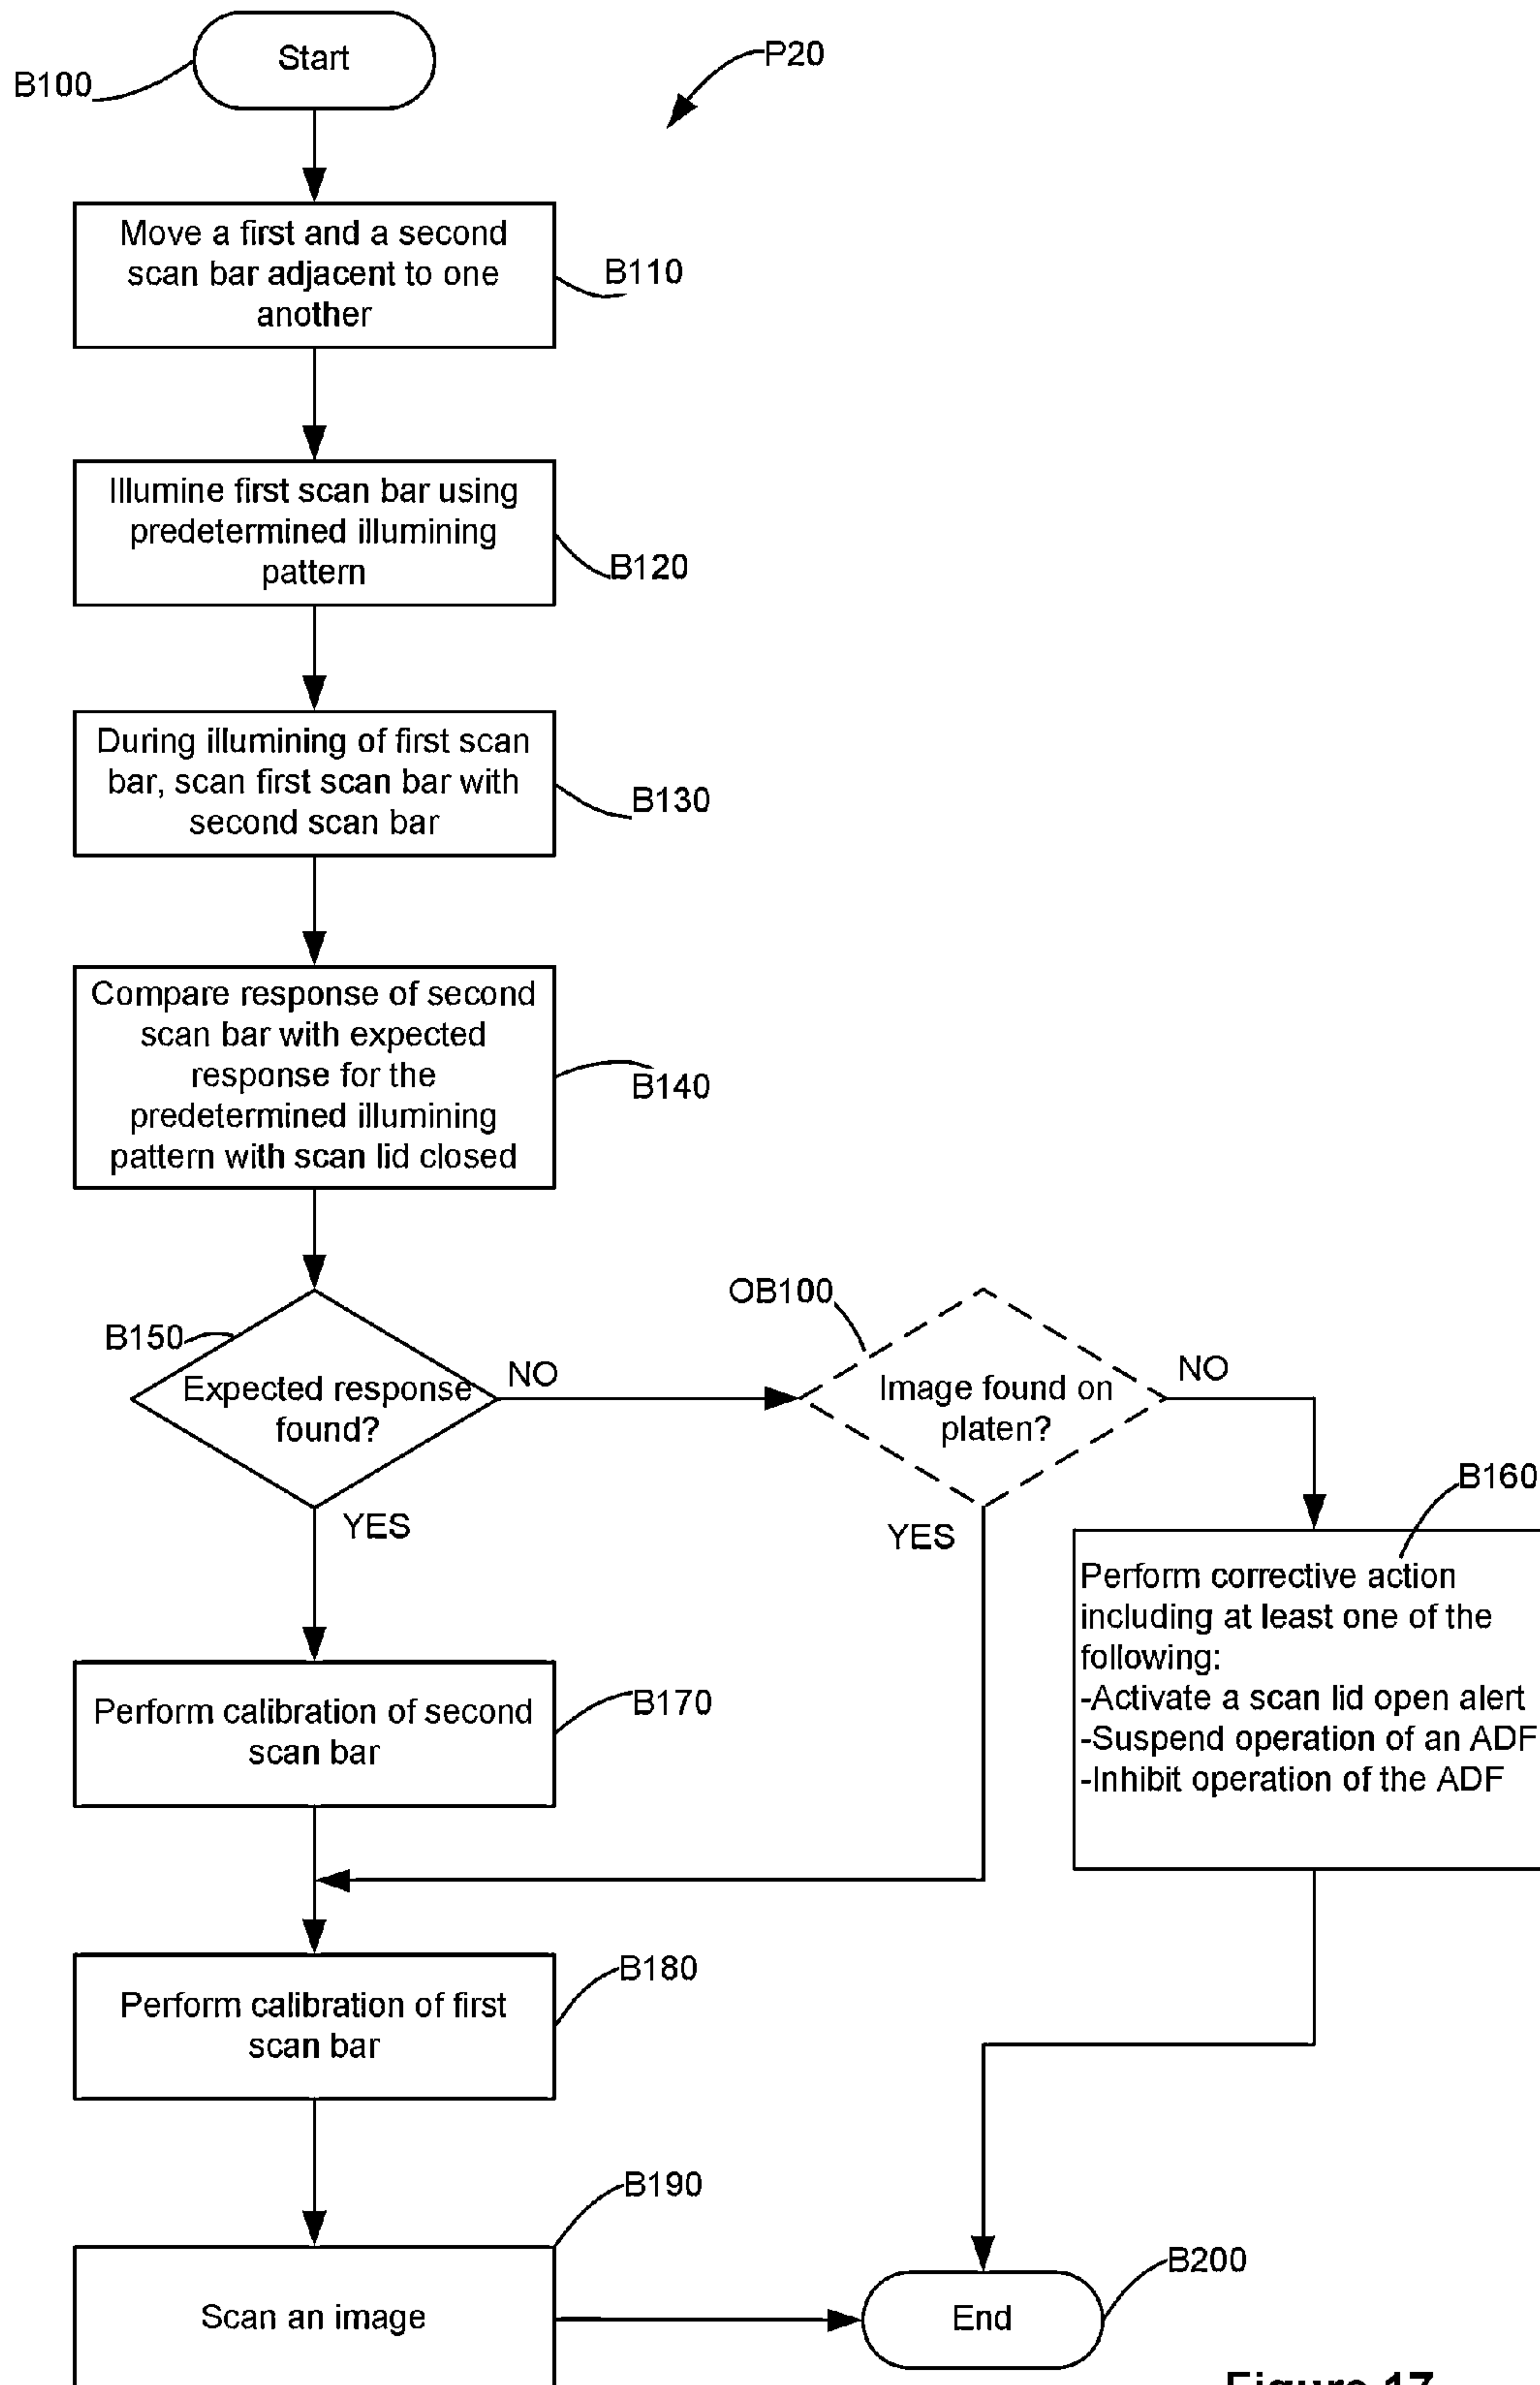 Start
B100
P20
Move a first and a second
scan bar adjacent to one
another
B110
Illumine first scan bar using
predetermined illumining
pattern
B120
During illumining of first scan
bar, scan first scan bar with
second scan bar
B130
Compare response of second
scan bar with expected
response for the
predetermined illumining
pattern with scan lid closed
B140
B150
Expected response
found?
NO
YES
OB100
Image found on
platen?
NO
YES
B160
Perform corrective action
including at least one of the
following:
-Activate a scan lid open alert
-Suspend operation of an ADF
-Inhibit operation of the ADF
Perform calibration of second
scan bar
B170
Perform calibration of first
scan bar
B180
B190
Scan an image
End
B200
Figure 17